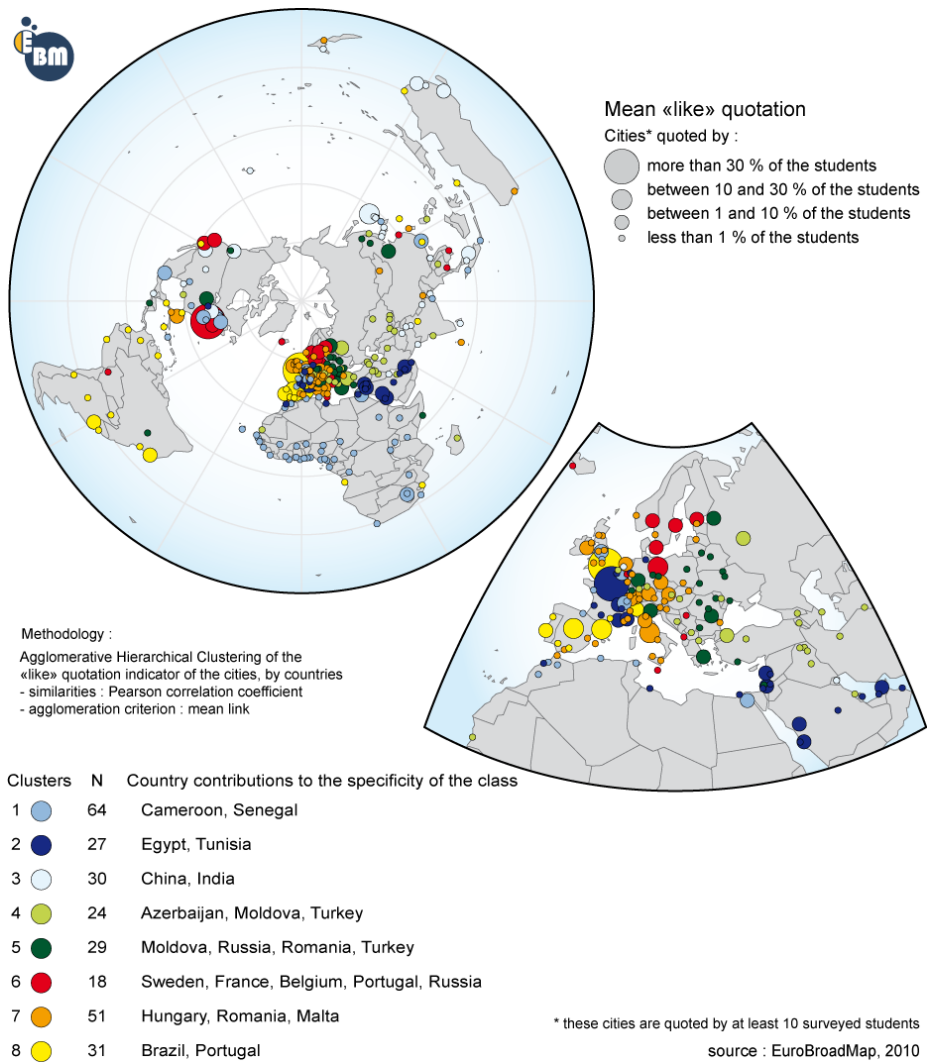 EBM
Mean «like» quotation
Cities* quoted by :
more than 30 % of the students
between 10 and 30 % of the students
between 1 and 10 % of the students
less than 1 % of the students
Methodology :
Agglomerative Hierarchical Clustering of the
«like» quotation indicator of the cities, by countries
- similarities : Pearson correlation coefficient
- agglomeration criterion : mean link
Clusters N Country contributions to the specificity of the class
1 64 Cameroon, Senegal
2 27 Egypt, Tunisia
3 30 China, India
4 24 Azerbaijan, Moldova, Turkey
5 29 Moldova, Russia, Romania, Turkey
6 18 Sweden, France, Belgium, Portugal, Russia
7 51 Hungary, Romania, Malta
8 31 Brazil, Portugal
* these cities are quoted by at least 10 surveyed students
source : EuroBroadMap, 2010